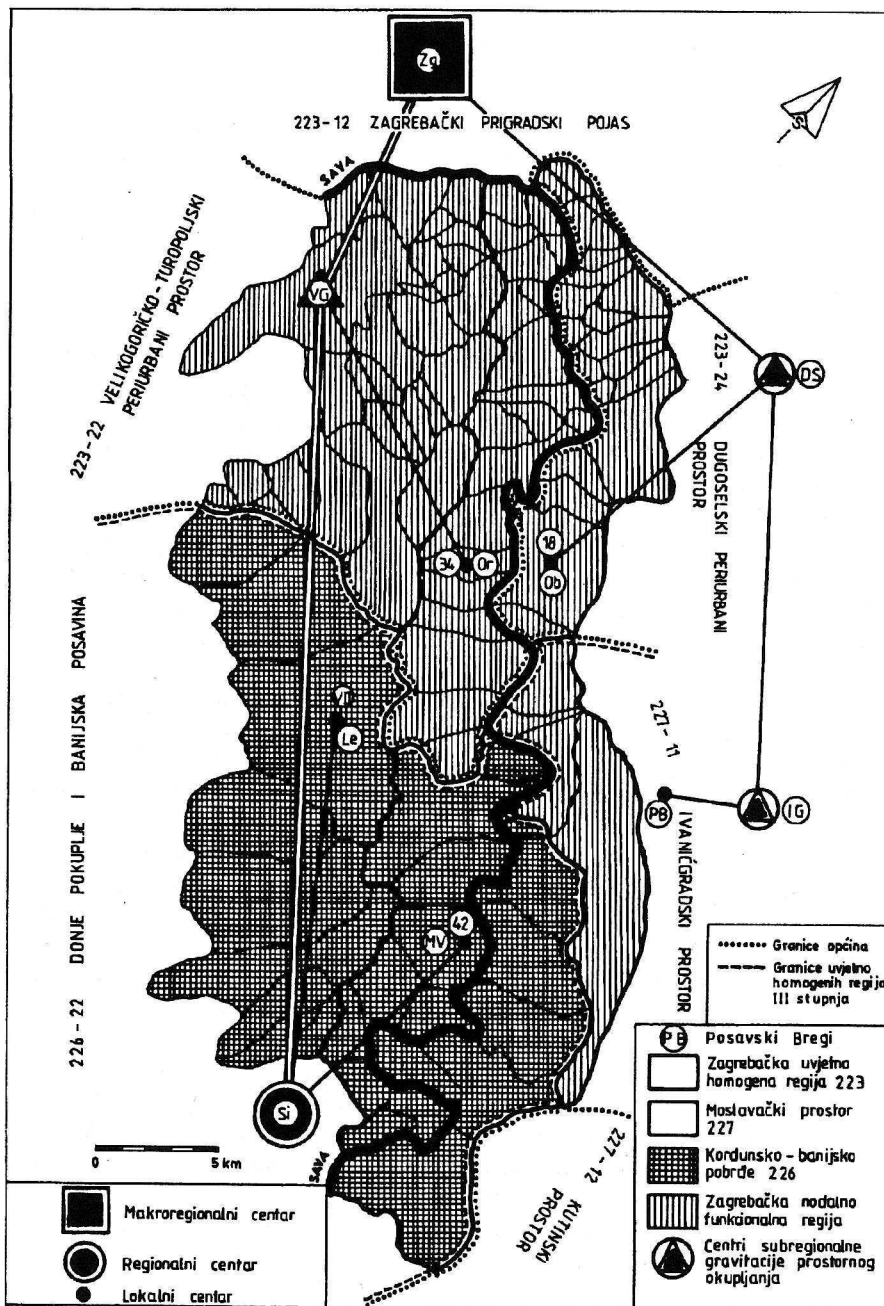 Zg
223-12 ZAGREBAČKI PRIGRADSKI POJAS
S
SAVA
223-22 VELIKOGORIČKO-TUROPOLJSKI
PERIURBANI PROSTOR
VG
223-24
DUGOSELSKI PERIURBANI
PROSTOR
DS
34
Or
18
Ob
Le
227-11
IVANIĆGRADSKI PROSTOR
PB
IG
226-22 DONJE POKUPLJE I BANIJSKA POSAVINA
42
MV
Si
SAVA
0 5 km
227-12
KUTINSKI
PROSTOR
Granice općina
Granice uvjetno
homogenih regija
III stupnja
PB Posavski Bregi
Zagrebačka uvjetno
homogena regija 223
Moslavački prostor
227
Kordunsko-banijsko
pobrđe 226
Zagrebačka nodalno
funkcionalna regija
Centri subregionalne
gravitacije prostornog
okupljanja
Makroregionalni centar
Regionalni centar
Lokalni centar